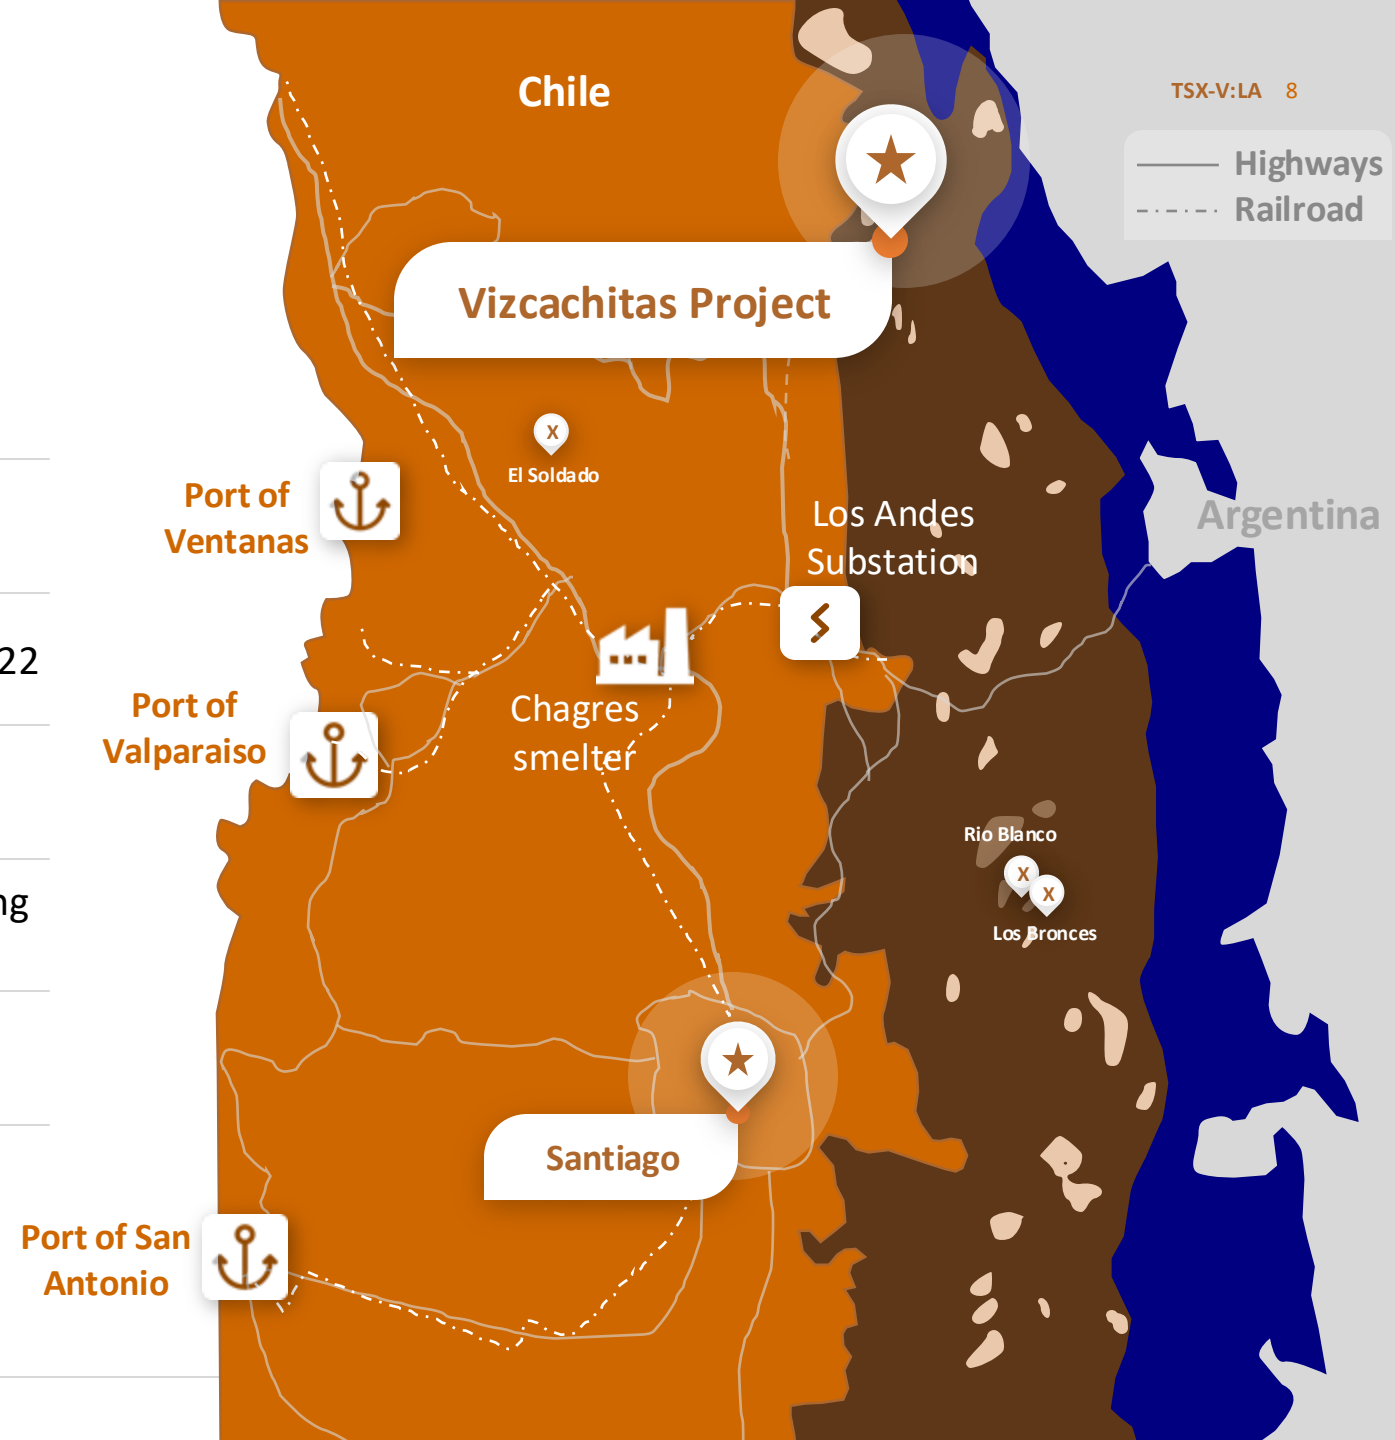 Chile
TSX-V:LA 8
Highways
Railroad
Vizcachitas Project
El Soldado
Port of
Ventanas
Los Andes
Substation
Argentina
22
Port of
Valparaiso
Chagres
smelter
Rio Blanco
X
X
X
ng
Los Bronces
Santiago
Port of San
Antonio